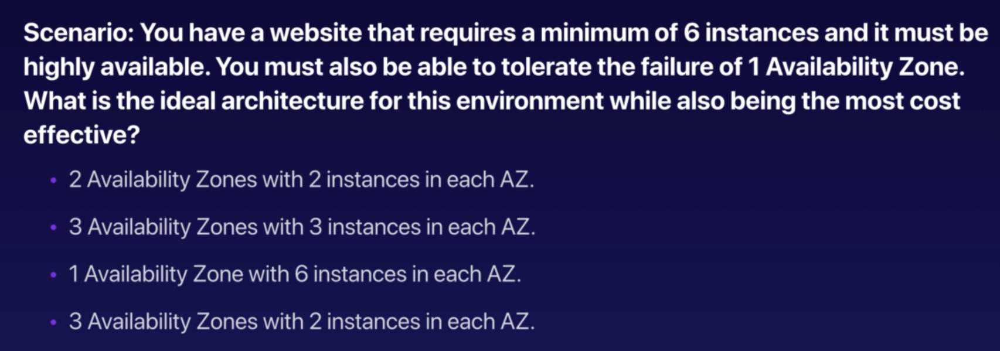 Scenario: You have a website that requires a minimum of 6 instances and it must be
highly available. You must also be able to tolerate the failure of 1 Availability Zone.
What is the ideal architecture for this environment while also being the most cost
effective?
• 2 Availability Zones with 2 instances in each AZ.
• 3 Availability Zones with 3 instances in each AZ.
• 1 Availability Zone with 6 instances in each AZ.
• 3 Availability Zones with 2 instances in each AZ.